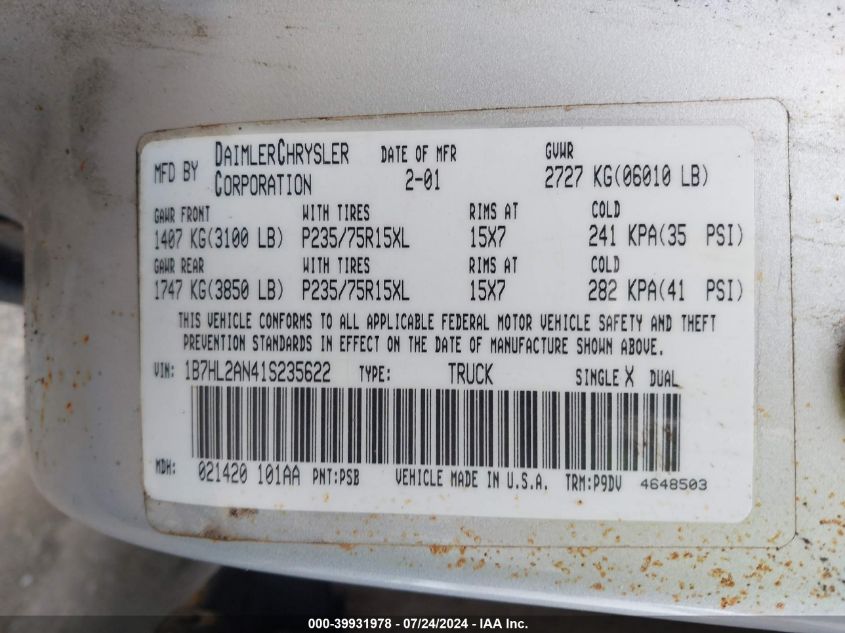 MFD BY DAIMLERCHRYSLER CORPORATION DATE OF MFR 2-01 GVWR 2727 KG(06010 LB)
GAWR FRONT WITH TIRES RIMS AT COLD
1407 KG(3100 LB) P235/75R15XL 15X7 241 KPA(35 PSI)
GAWR REAR WITH TIRES RIMS AT COLD
1747 KG(3850 LB) P235/75R15XL 15X7 282 KPA(41 PSI)
THIS VEHICLE CONFORMS TO ALL APPLICABLE FEDERAL MOTOR VEHICLE SAFETY AND THEFT
PREVENTION STANDARDS IN EFFECT ON THE DATE OF MANUFACTURE SHOWN ABOVE.
VIN: 1B7HL2AN41S235622 TYPE: TRUCK SINGLE X DUAL
MDH: 021420 101AA PNT:PSB VEHICLE MADE IN U.S.A. TRM:P9DV 4648503
000-39931978 / 07/24/2024 / IAAI.com